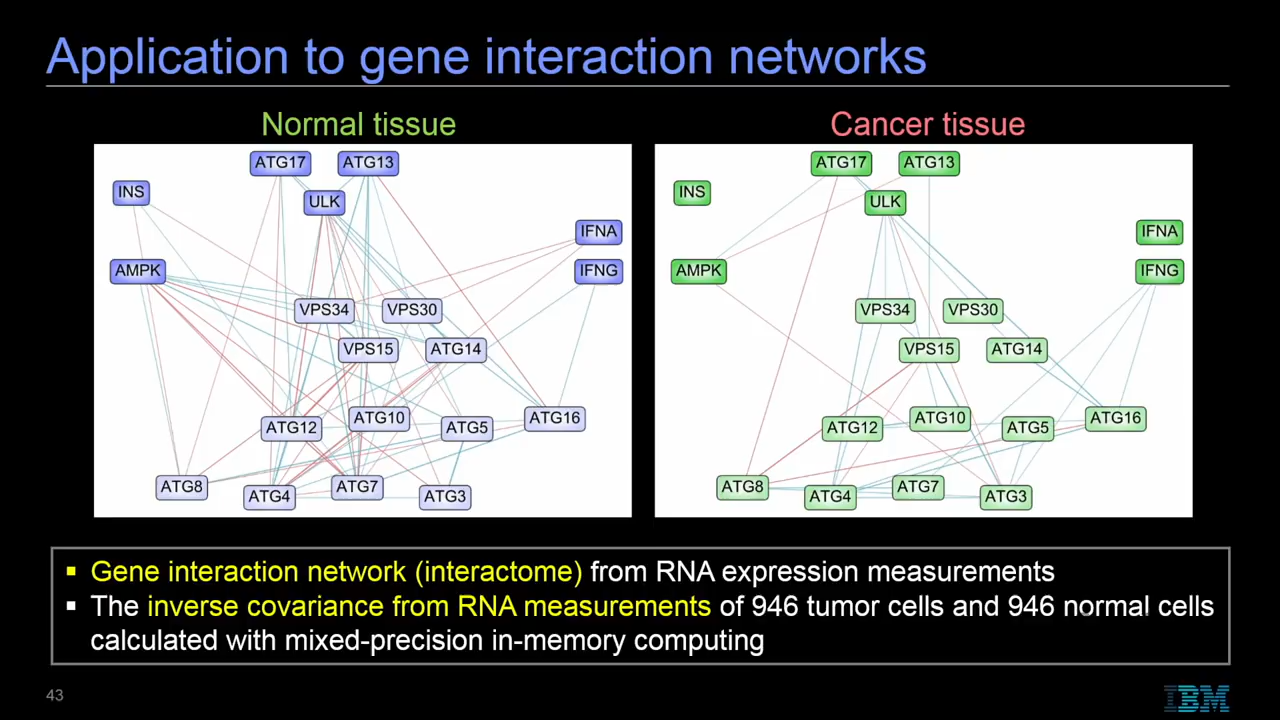 Application to gene interaction networks
Normal tissue
Cancer tissue
ATG17
ATG13
INS
ULK
IFNA
AMPK
IFNG
VPS34
VPS30
VPS15
ATG14
ATG12
ATG10
ATG5
ATG16
ATG8
ATG4
ATG7
ATG3
ATG17
ATG13
INS
ULK
IFNA
AMPK
IFNG
VPS34
VPS30
VPS15
ATG14
ATG12
ATG10
ATG5
ATG16
ATG8
ATG4
ATG7
ATG3
Gene interaction network (interactome) from RNA expression measurements
The inverse covariance from RNA measurements of 946 tumor cells and 946 normal cells
calculated with mixed-precision in-memory computing
43
IBM